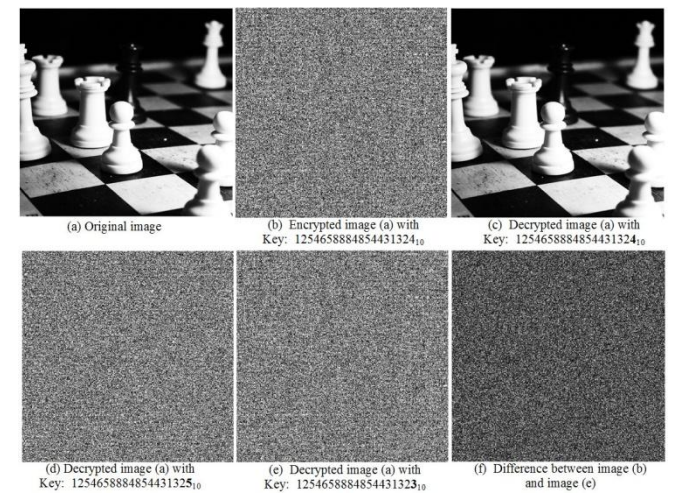 (a) Original image
(b) Encrypted image (a) with
Key: 1254658884854431324₁₀
(c) Decrypted image (a) with
Key: 1254658884854431324₁₀
(d) Decrypted image (a) with
Key: 1254658884854431325₁₀
(e) Decrypted image (a) with
Key: 1254658884854431323₁₀
(f) Difference between image (b)
and image (e)